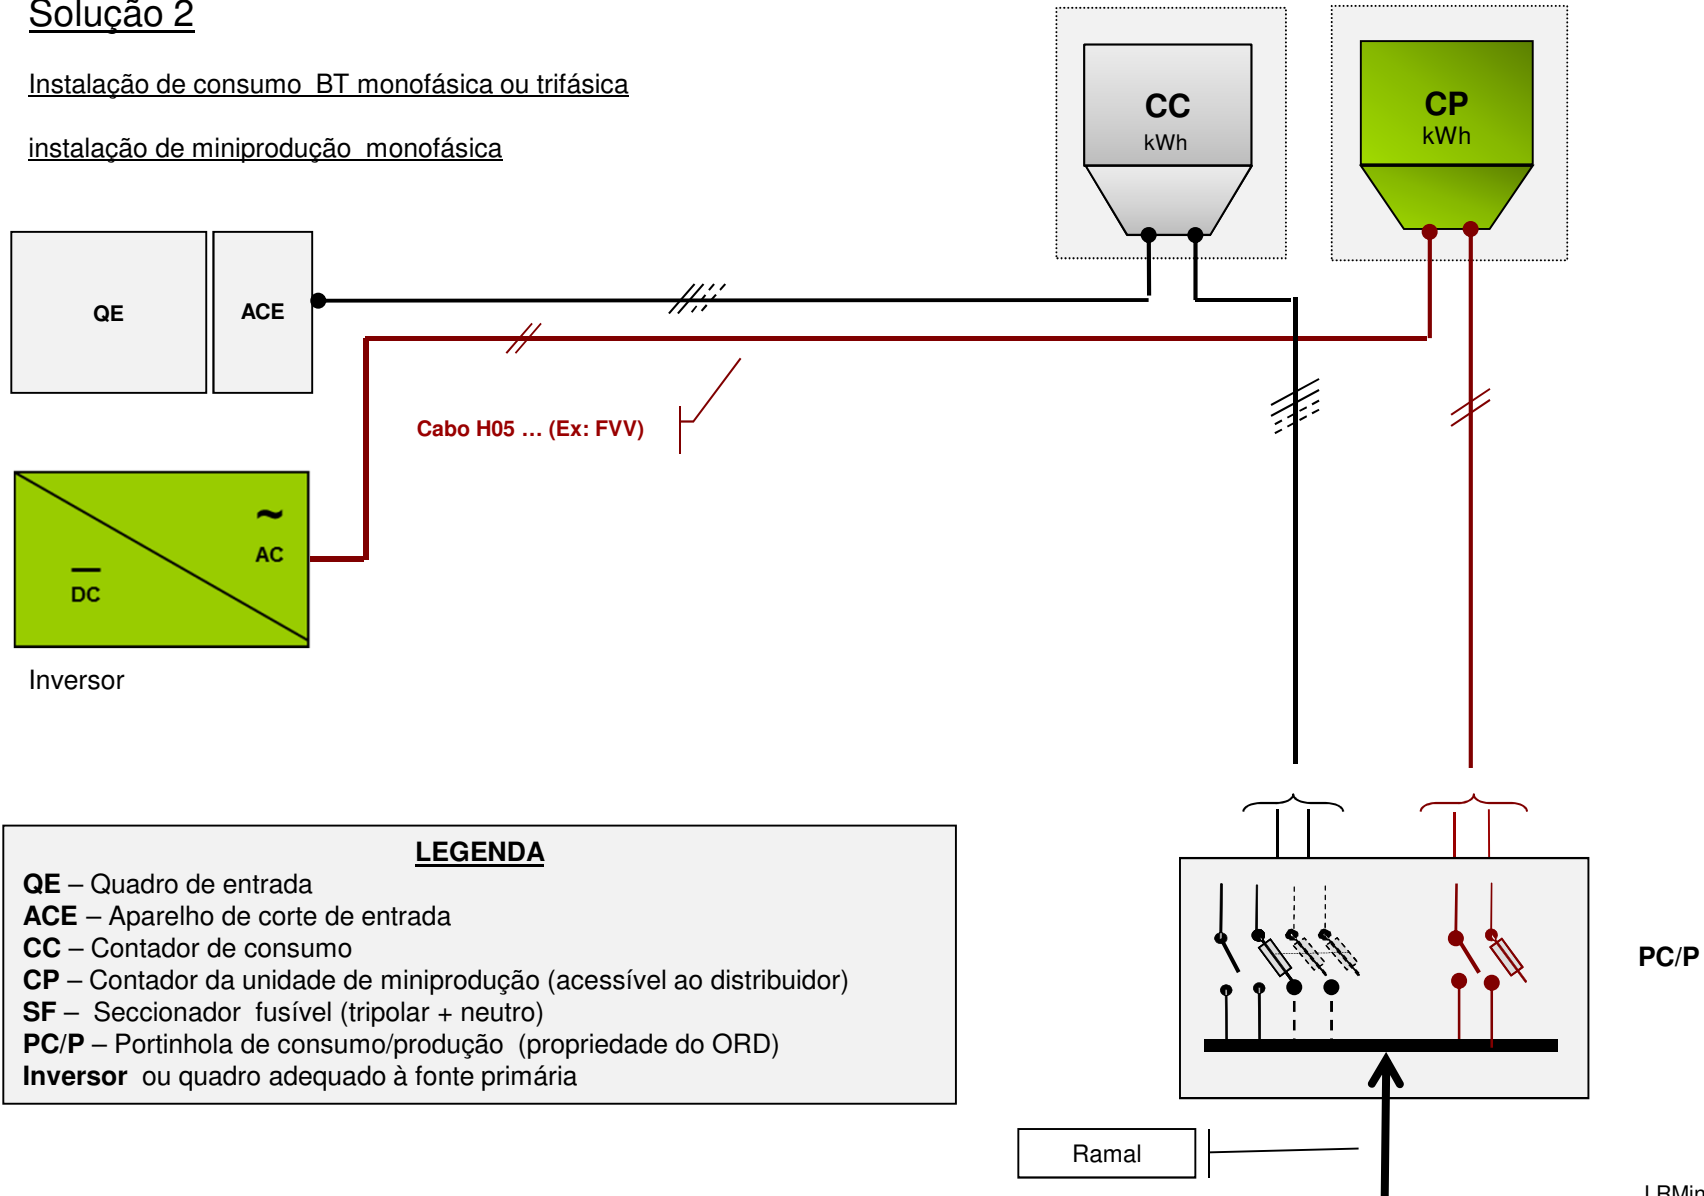 Solução 2
Instalação de consumo BT monofásica ou trifásica
instalação de miniprodução monofásica
CC
kWh
CP
kWh
QE
ACE
Cabo H05 … (Ex: FVV)
~
AC
DC
Inversor
LEGENDA
QE – Quadro de entrada
ACE – Aparelho de corte de entrada
CC – Contador de consumo
CP – Contador da unidade de miniprodução (acessível ao distribuidor)
SF – Seccionador fusível (tripolar + neutro)
PC/P – Portinhola de consumo/produção (propriedade do ORD)
Inversor ou quadro adequado à fonte primária
PC/P
Ramal